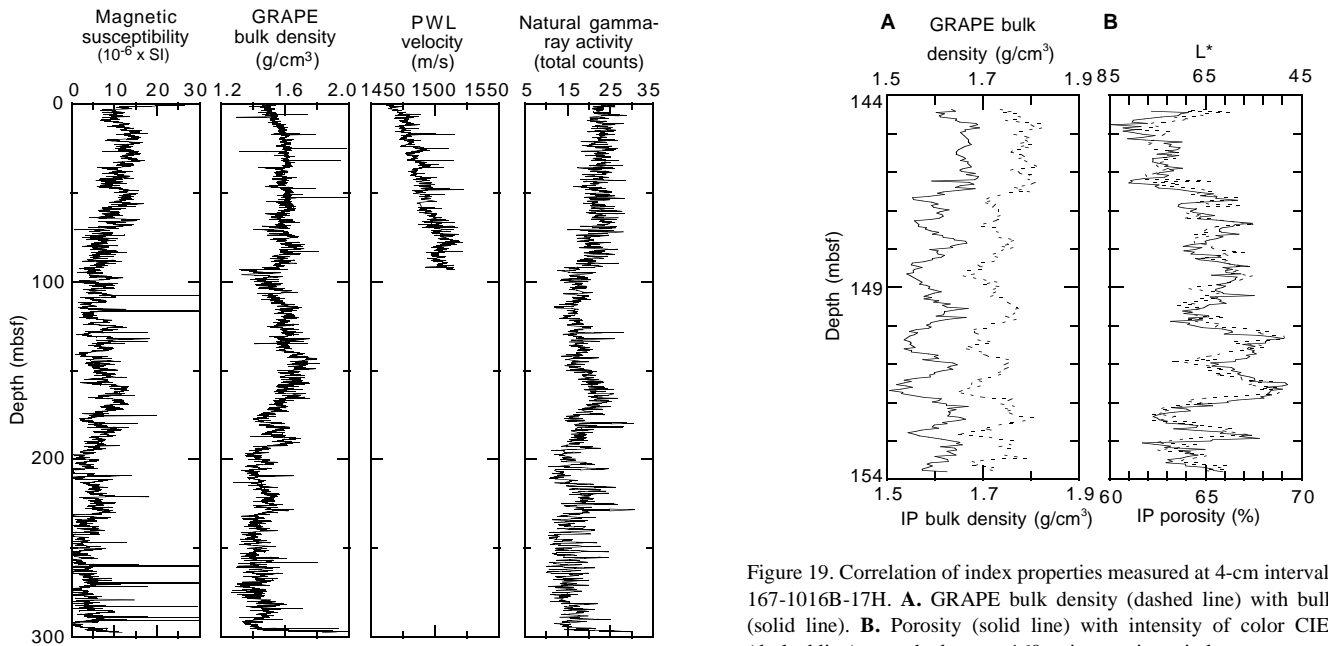 Magnetic
susceptibility
(10-6 x SI)
0 10 20 30
GRAPE
bulk density
(g/cm3)
1.2 1.6 2.0
PWL
velocity
(m/s)
1450 1500 1550
Natural gamma-
ray activity
(total counts)
5 15 25 35
0
100
200
300
Depth (mbsf)
A
GRAPE bulk
density (g/cm3)
1.5 1.7 1.9
144
149
154
Depth (mbsf)
1.5 1.7 1.9
IP bulk density (g/cm3)
B
L*
85 65 45
60 65 70
IP porosity (%)
Figure 19. Correlation of index properties measured at 4-cm interval
167-1016B-17H. A. GRAPE bulk density (dashed line) with bulk
(solid line). B. Porosity (solid line) with intensity of color CIE